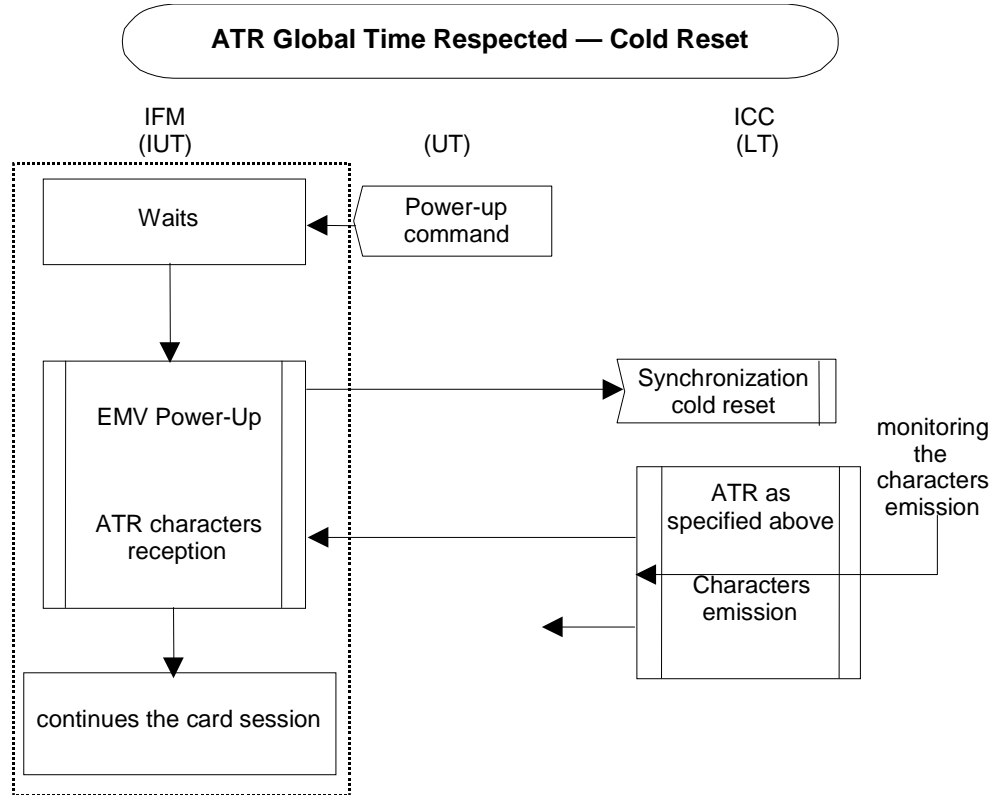 ATR Global Time Respected — Cold Reset
IFM
(IUT)
(UT)
ICC
(LT)
Waits
Power-up
command
EMV Power-Up
Synchronization
cold reset
monitoring
the
characters
emission
ATR characters
reception
ATR as
specified above
Characters
emission
continues the card session